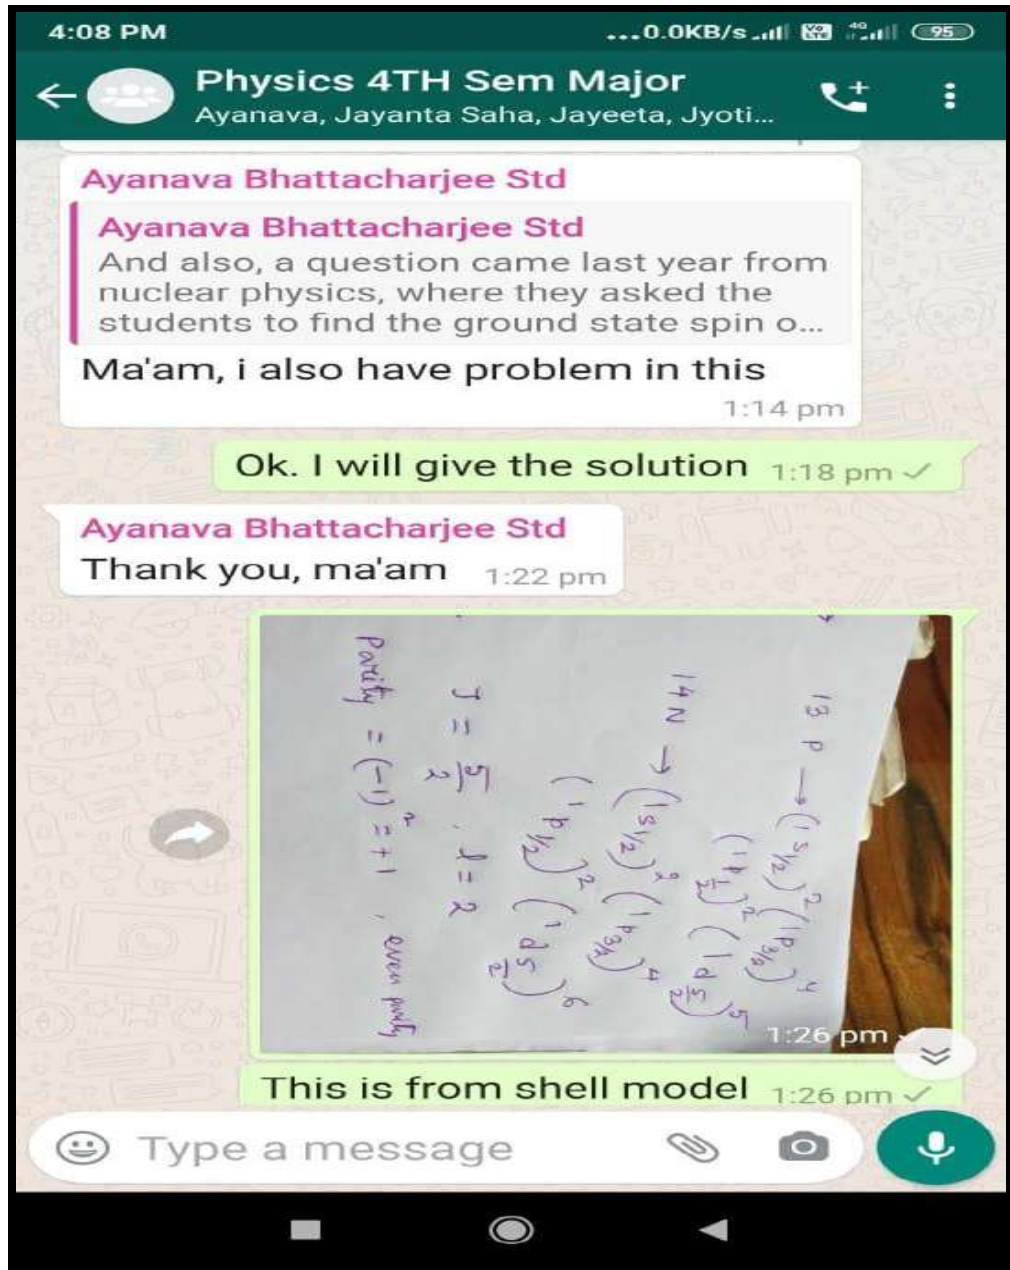 4:08 PM ...0.0KB/s Vo LTE 4G 95
Physics 4TH Sem Major
Ayanava, Jayanta Saha, Jayeeta, Jyoti...
Ayanava Bhattacharjee Std
Ayanava Bhattacharjee Std
And also, a question came last year from
nuclear physics, where they asked the
students to find the ground state spin o...
Ma'am, i also have problem in this
1:14 pm
Ok. I will give the solution 1:18 pm
Ayanava Bhattacharjee Std
Thank you, ma'am 1:22 pm
13 P → (1s1/2)² (1p3/2)⁴
(1p1/2)² (1d5/2)⁵
14 N → (1s1/2)² (1p3/2)⁴
(1p1/2)² (1d5/2)⁶
J = 5/2 . l = 2
Parity = (-1)² = +1 , even parity
1:26 pm
This is from shell model 1:26 pm
Type a message